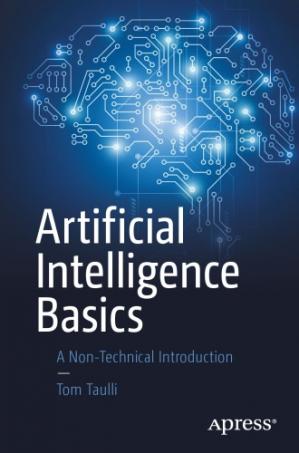 Artificial
Intelligence
Basics
A Non-Technical Introduction
—
Tom Taulli
Apress®